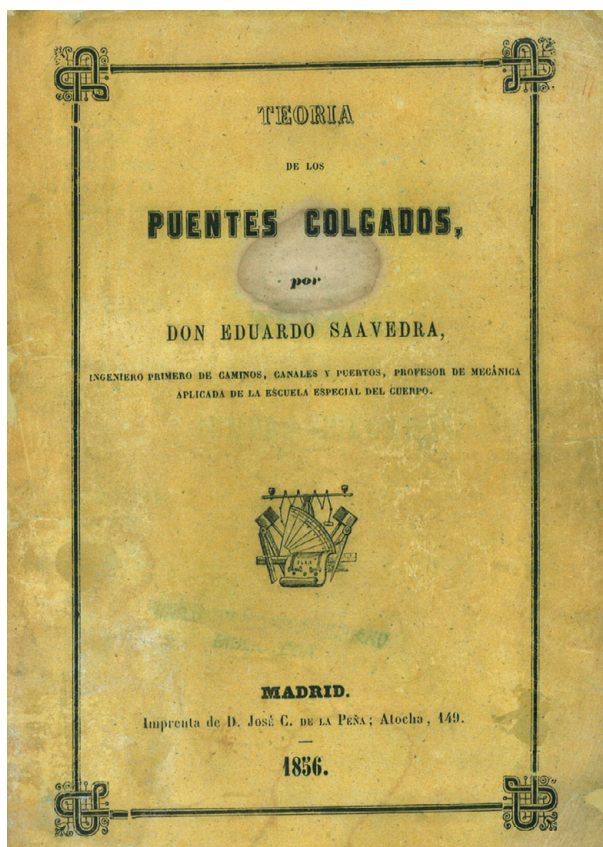 TEORIA
DE LOS
PUENTES COLGADOS,
por
DON EDUARDO SAAVEDRA,
INGENIERO PRIMERO DE CAMINOS, CANALES Y PUERTOS, PROFESOR DE MECÁNICA
APLICADA DE LA ESCUELA ESPECIAL DEL CUERPO.
MADRID.
Imprenta de D. José C. DE LA PEÑA; Atocha, 149.
1856.